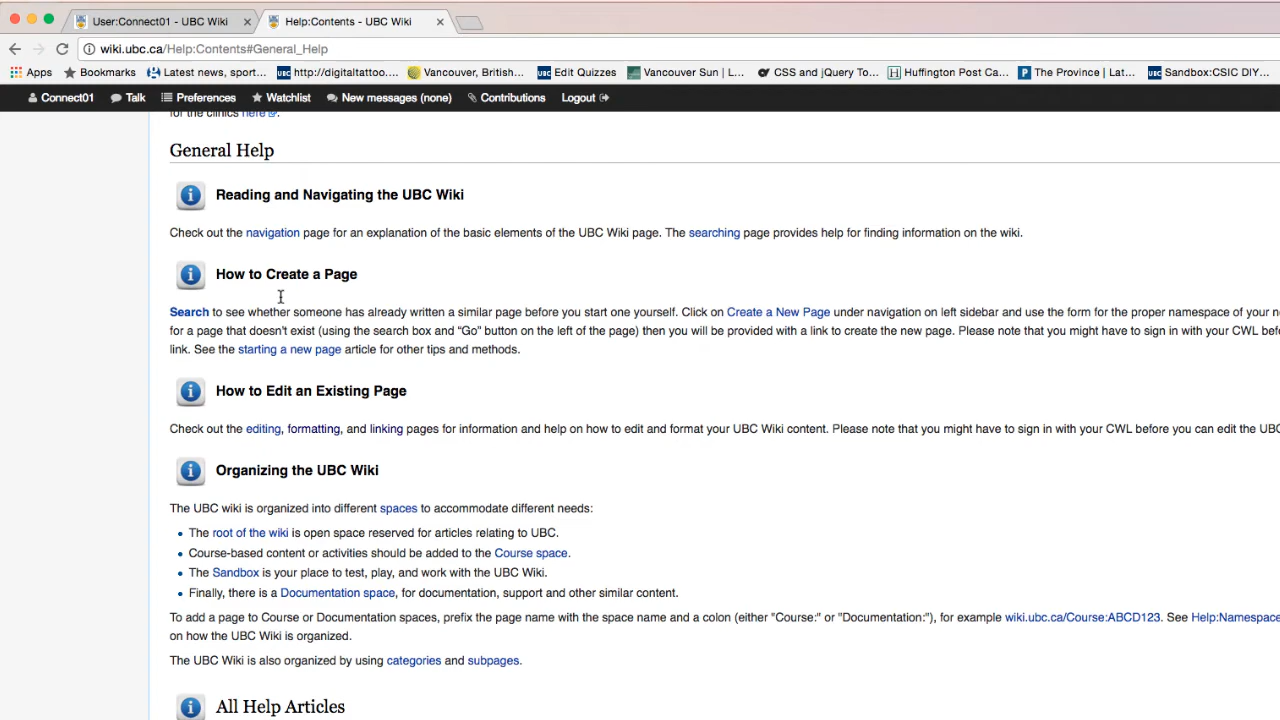 User:Connect01 - UBC Wiki
Help:Contents - UBC Wiki
wiki.ubc.ca/Help:Contents#General_Help
Apps Bookmarks Latest news, sport... http://digitaltattoo.... Vancouver, British... Edit Quizzes Vancouver Sun | L... CSS and jQuery To... Huffington Post Ca... The Province | Lat... Sandbox:CSIC DIY...
Connect01 Talk Preferences Watchlist New messages (none) Contributions Logout
for the clinics here.
General Help
Reading and Navigating the UBC Wiki
Check out the navigation page for an explanation of the basic elements of the UBC Wiki page. The searching page provides help for finding information on the wiki.
How to Create a Page
Search to see whether someone has already written a similar page before you start one yourself. Click on Create a New Page under navigation on left sidebar and use the form for the proper namespace of your
for a page that doesn't exist (using the search box and "Go" button on the left of the page) then you will be provided with a link to create the new page. Please note that you might have to sign in with your CWL
link. See the starting a new page article for other tips and methods.
How to Edit an Existing Page
Check out the editing, formatting, and linking pages for information and help on how to edit and format your UBC Wiki content. Please note that you might have to sign in with your CWL before you can edit the UBC
Organizing the UBC Wiki
The UBC wiki is organized into different spaces to accommodate different needs:
The root of the wiki is open space reserved for articles relating to UBC.
Course-based content or activities should be added to the Course space.
The Sandbox is your place to test, play, and work with the UBC Wiki.
Finally, there is a Documentation space, for documentation, support and other similar content.
To add a page to Course or Documentation spaces, prefix the page name with the space name and a colon (either "Course:" or "Documentation:"), for example wiki.ubc.ca/Course:ABCD123. See Help:Namespace
on how the UBC Wiki is organized.
The UBC Wiki is also organized by using categories and subpages.
All Help Articles